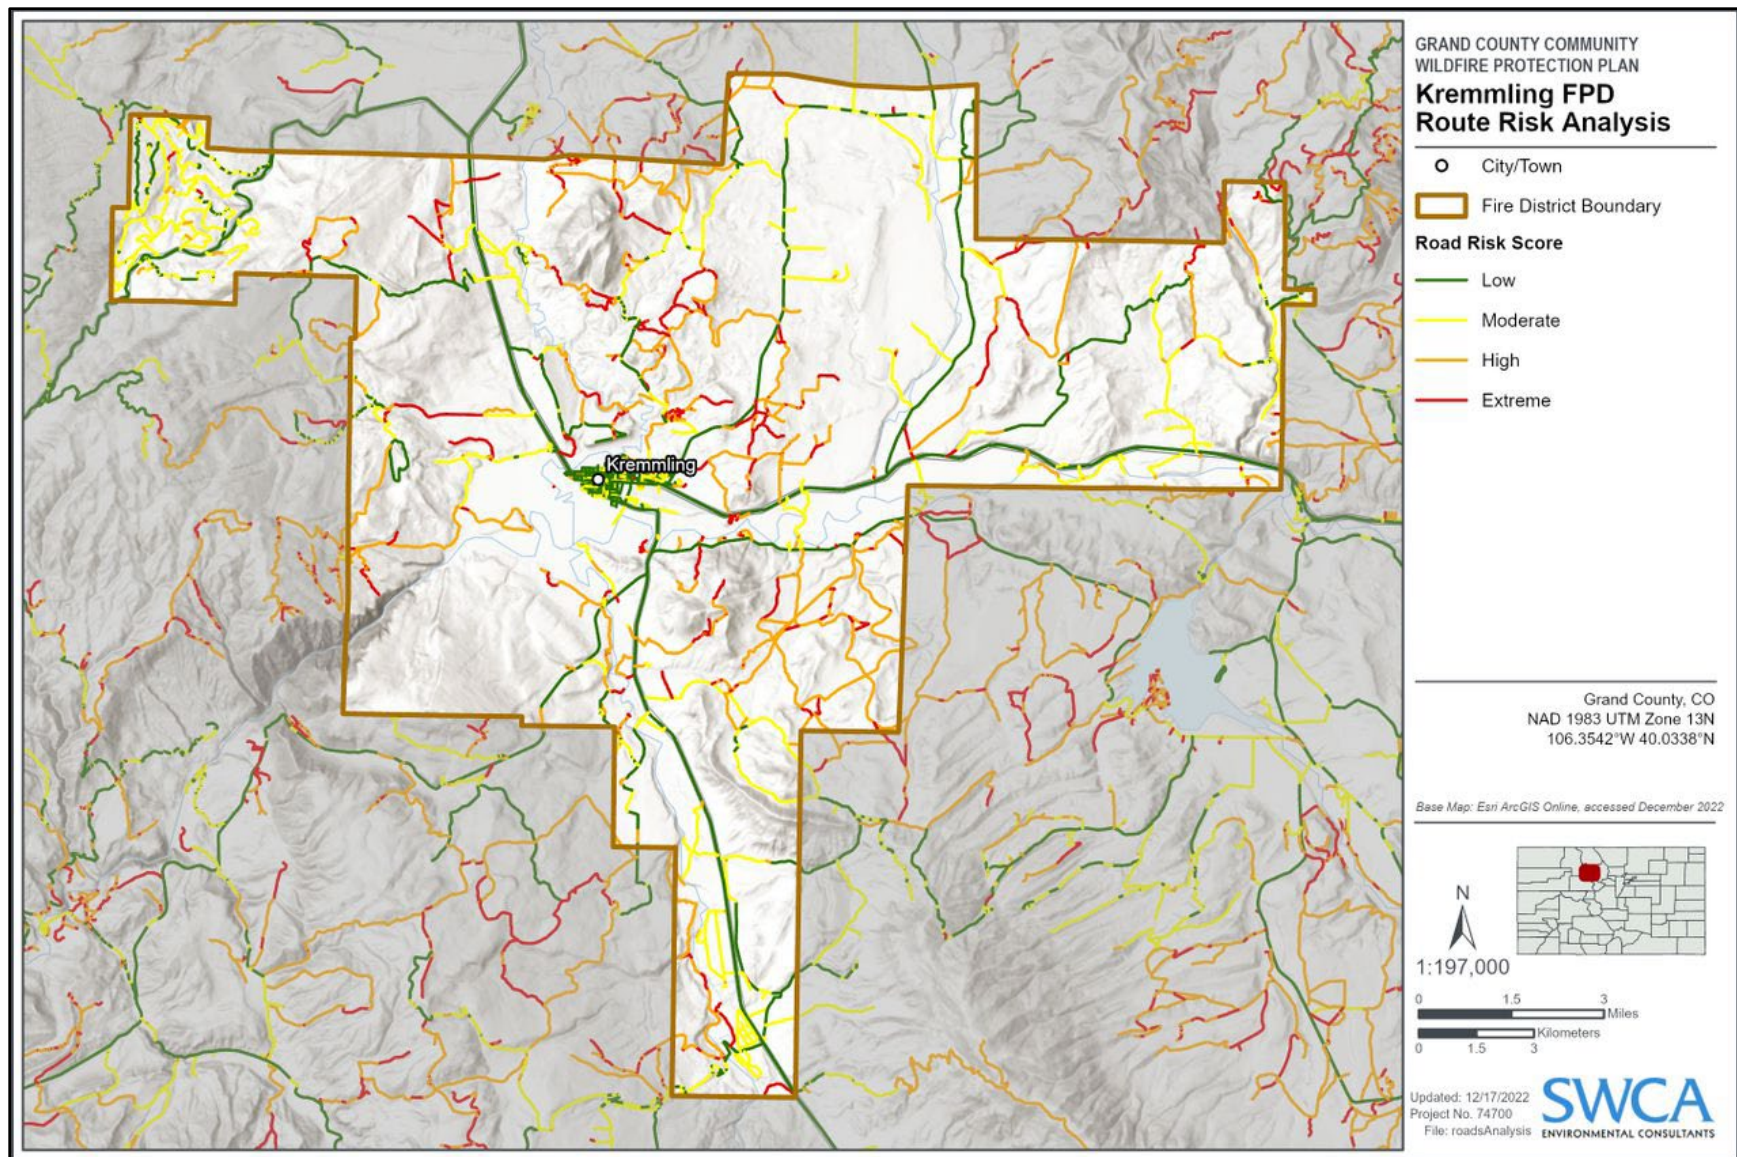 GRAND COUNTY COMMUNITY
WILDFIRE PROTECTION PLAN
Kremmling FPD
Route Risk Analysis
City/Town
Fire District Boundary
Road Risk Score
Low
Moderate
High
Extreme
Kremmling
Grand County, CO
NAD 1983 UTM Zone 13N
106.3542°W 40.0338°N
Base Map: Esri ArcGIS Online, accessed December 2022
N
1:197,000
0 1.5 3
Miles
Kilometers
0 1.5 3
Updated: 12/17/2022
Project No. 74700
File: roadsAnalysis
SWCA
ENVIRONMENTAL CONSULTANTS